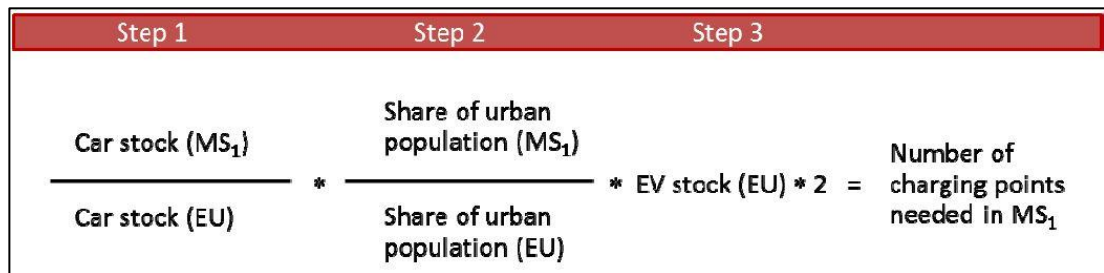 Step 1 Step 2 Step 3
Car stock (MS₁)
Car stock (EU)
*
Share of urban
population (MS₁)
Share of urban
population (EU)
* EV stock (EU) * 2 =
Number of
charging points
needed in MS₁